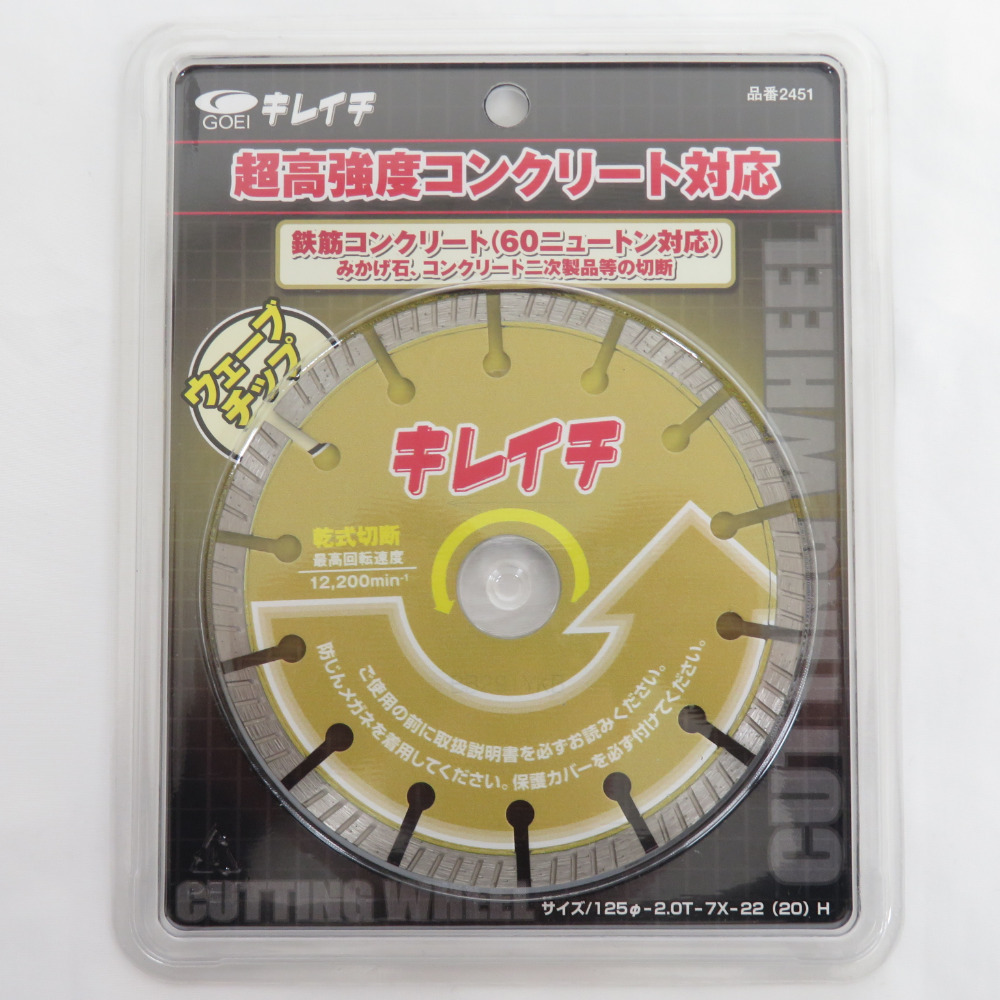 GOEI キレイチ
品番2451
超高強度コンクリート対応
鉄筋コンクリート(60ニュートン対応)
みかげ石、コンクリート二次製品等の切断
ウェーブ
チップ
キレイチ
乾式切断
最高回転速度
12,200min⁻¹
ご使用の前に取扱説明書を必ずお読みください。
防じんメガネを着用してください。保護カバーを必ず付けてください。
CUTTING WHEEL
CUTTING WHEEL
サイズ/125φ-2.0T-7X-22 (20) H